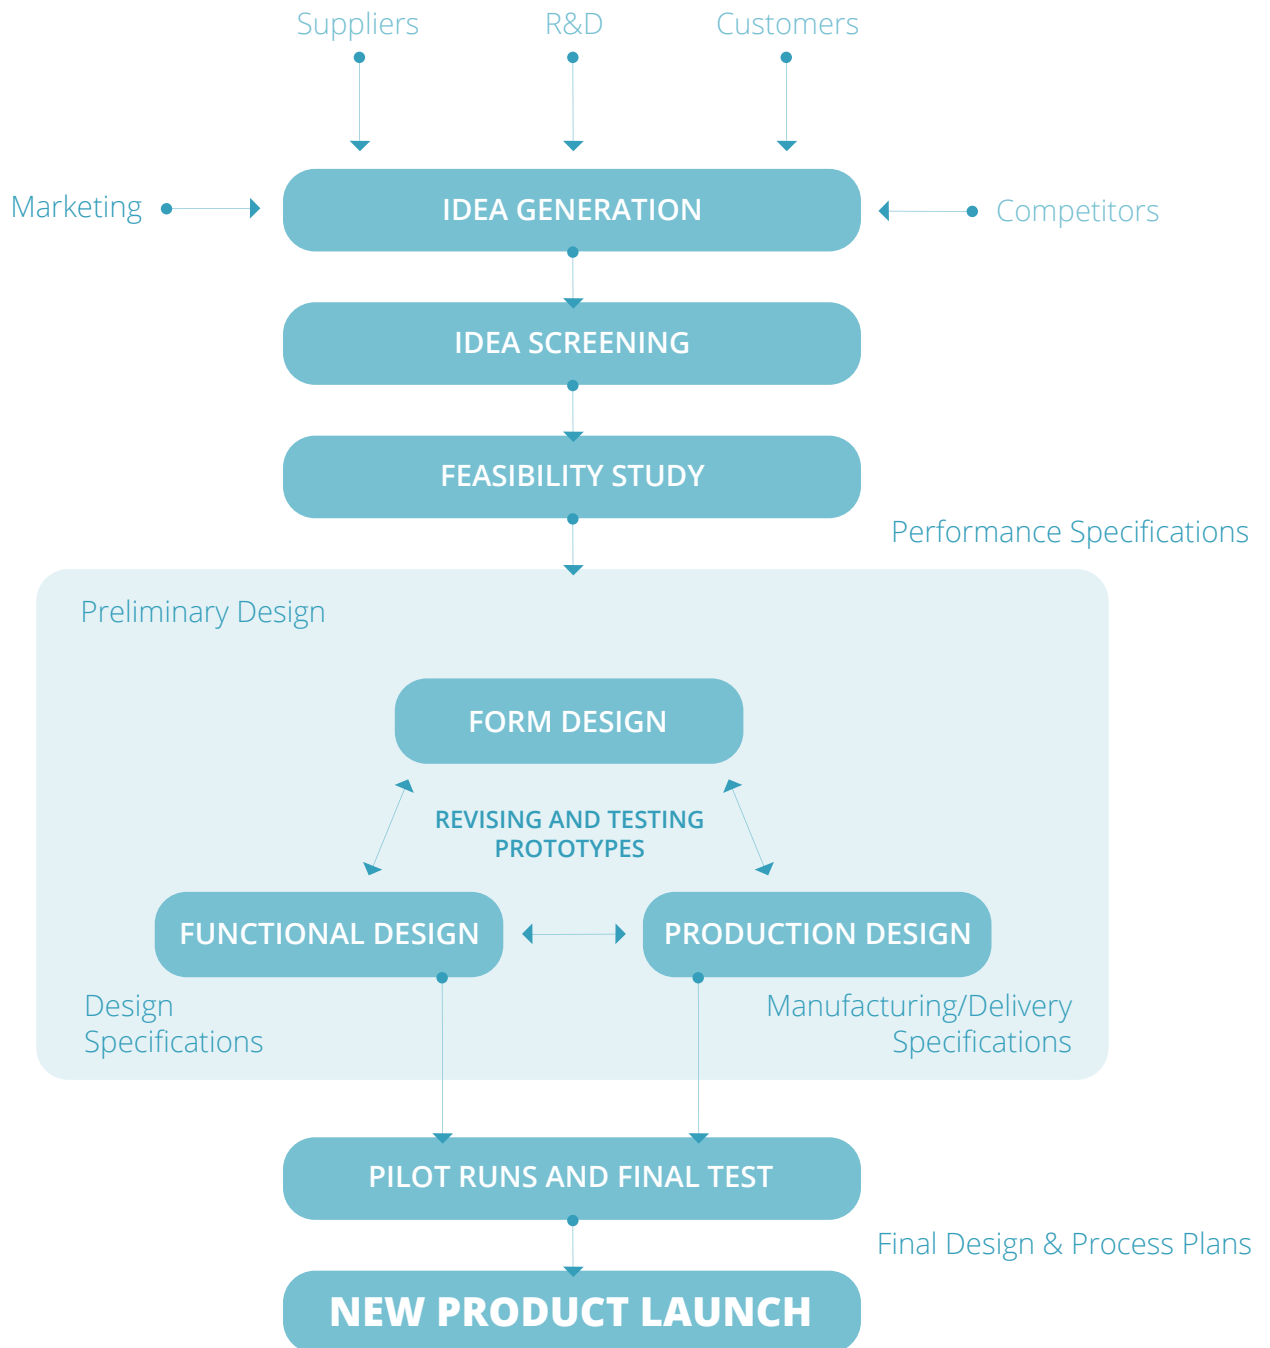 Suppliers
R&D
Customers
Marketing
IDEA GENERATION
Competitors
IDEA SCREENING
FEASIBILITY STUDY
Performance Specifications
Preliminary Design
FORM DESIGN
REVISING AND TESTING
PROTOTYPES
FUNCTIONAL DESIGN
PRODUCTION DESIGN
Design
Specifications
Manufacturing/Delivery
Specifications
PILOT RUNS AND FINAL TEST
Final Design & Process Plans
NEW PRODUCT LAUNCH